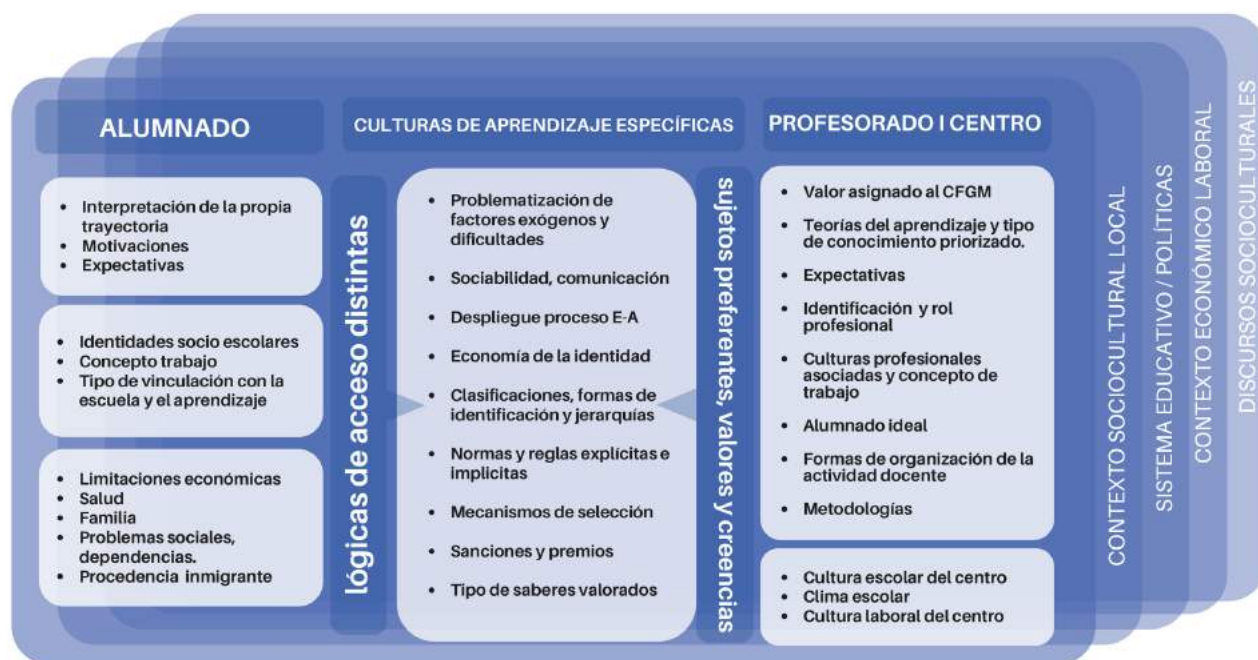 ALUMNADO
• Interpretación de la propia
trayectoria
• Motivaciones
• Expectativas
• Identidades socio escolares
• Concepto trabajo
• Tipo de vinculación con la
escuela y el aprendizaje
• Limitaciones económicas
• Salud
• Familia
• Problemas sociales,
dependencias.
• Procedencia inmigrante
lógicas de acceso distintas
CULTURAS DE APRENDIZAJE ESPECÍFICAS
• Problematización de
factores exógenos y
dificultades
• Sociabilidad, comunicación
• Despliegue proceso E-A
• Economía de la identidad
• Clasificaciones, formas de
identificación y jerarquías
• Normas y reglas explícitas e
implicitas
• Mecanismos de selección
• Sanciones y premios
• Tipo de saberes valorados
sujetos preferentes, valores y creencias
PROFESORADO I CENTRO
• Valor asignado al CFGM
• Teorías del aprendizaje y tipo
de conocimiento priorizado.
• Expectativas
• Identificación y rol
profesional
• Culturas profesionales
asociadas y concepto de
trabajo
• Alumnado ideal
• Formas de organización de la
actividad docente
• Metodologías
• Cultura escolar del centro
• Clima escolar
• Cultura laboral del centro
CONTEXTO SOCIOCULTURAL LOCAL
SISTEMA EDUCATIVO / POLÍTICAS
CONTEXTO ECONÓMICO LABORAL
DISCURSOS SOCIOCULTURALES